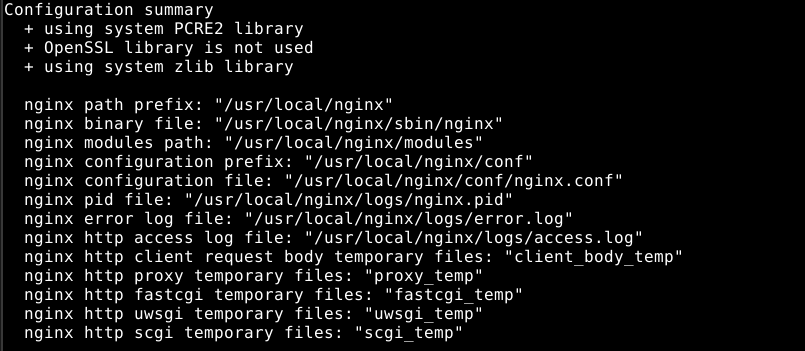 Configuration summary
  + using system PCRE2 library
  + OpenSSL library is not used
  + using system zlib library

  nginx path prefix: "/usr/local/nginx"
  nginx binary file: "/usr/local/nginx/sbin/nginx"
  nginx modules path: "/usr/local/nginx/modules"
  nginx configuration prefix: "/usr/local/nginx/conf"
  nginx configuration file: "/usr/local/nginx/conf/nginx.conf"
  nginx pid file: "/usr/local/nginx/logs/nginx.pid"
  nginx error log file: "/usr/local/nginx/logs/error.log"
  nginx http access log file: "/usr/local/nginx/logs/access.log"
  nginx http client request body temporary files: "client_body_temp"
  nginx http proxy temporary files: "proxy_temp"
  nginx http fastcgi temporary files: "fastcgi_temp"
  nginx http uwsgi temporary files: "uwsgi_temp"
  nginx http scgi temporary files: "scgi_temp"